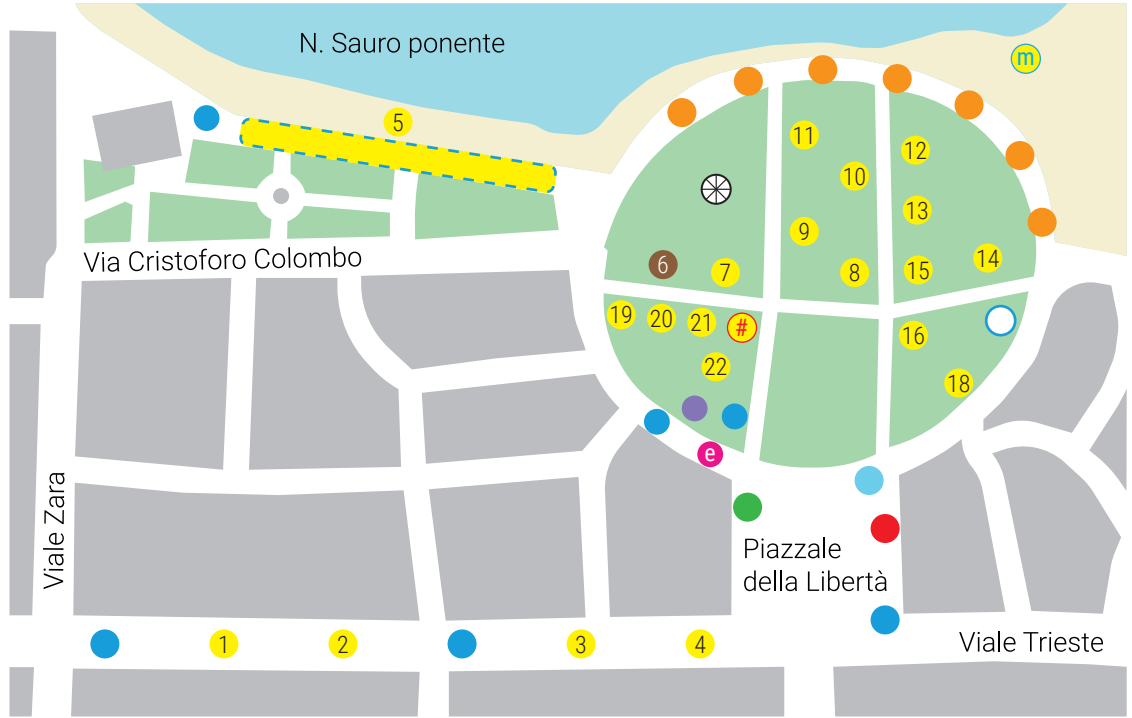 N. Sauro ponente
m
5
11
12
10
13
9
6
7
8
15
14
Via Cristoforo Colombo
19
20
21
#
16
22
18
e
Viale Zara
Piazzale
della Libertà
1
2
3
4
Viale Trieste